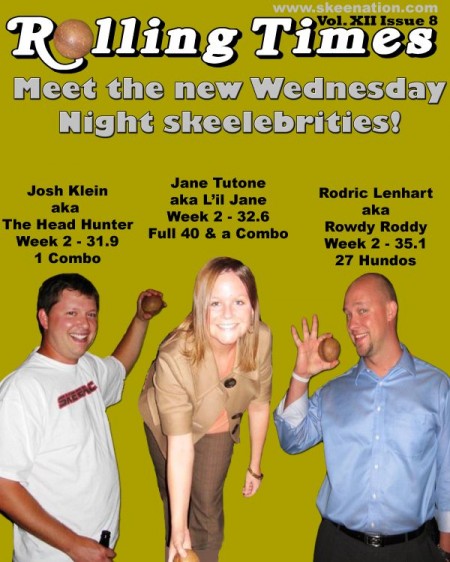 www.skeenation.com
Vol. XII Issue 8
Rolling Times
Meet the new Wednesday
Night skeelebrities!
Josh Klein
aka
The Head Hunter
Week 2 - 31.9
1 Combo
Jane Tutone
aka L'il Jane
Week 2 - 32.6
Full 40 & a Combo
Rodric Lenhart
aka
Rowdy Roddy
Week 2 - 35.1
27 Hundos